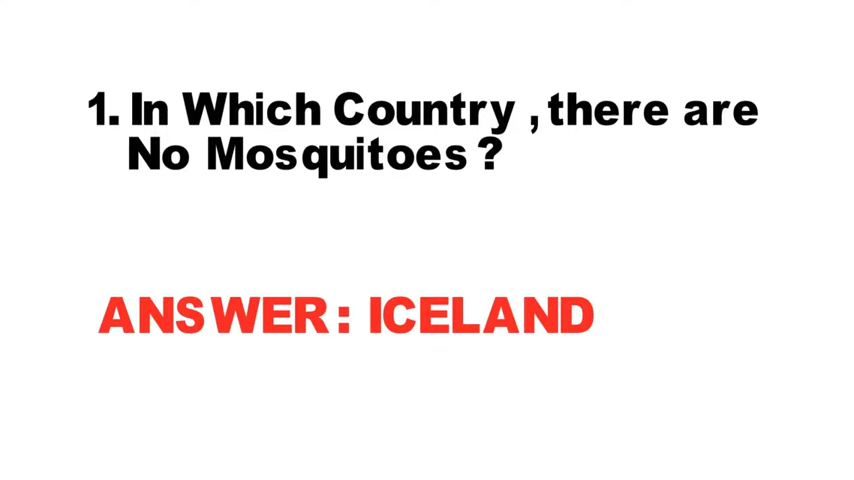 1. In Which Country , there are
No Mosquitoes ?
ANSWER : ICELAND